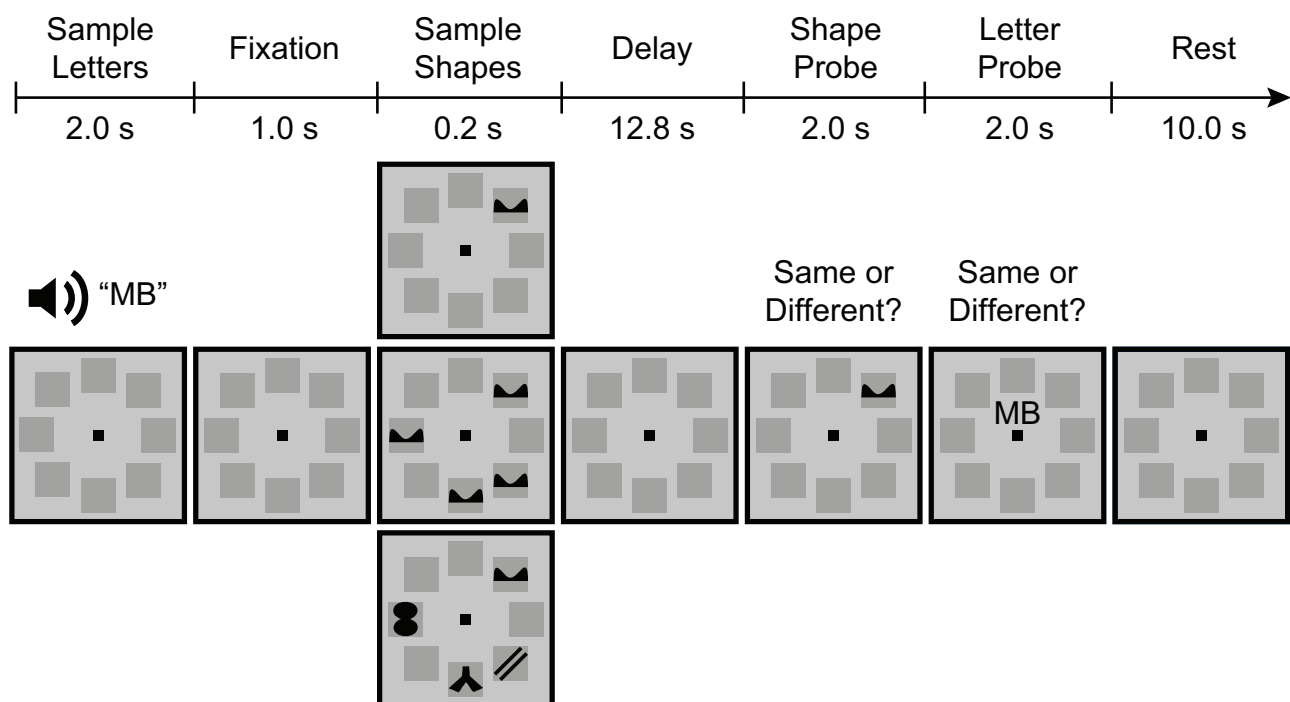 Sample
Letters
Fixation
Sample
Shapes
Delay
Shape
Probe
Letter
Probe
Rest
2.0 s
1.0 s
0.2 s
12.8 s
2.0 s
2.0 s
10.0 s
“MB”
Same or
Different?
Same or
Different?
MB